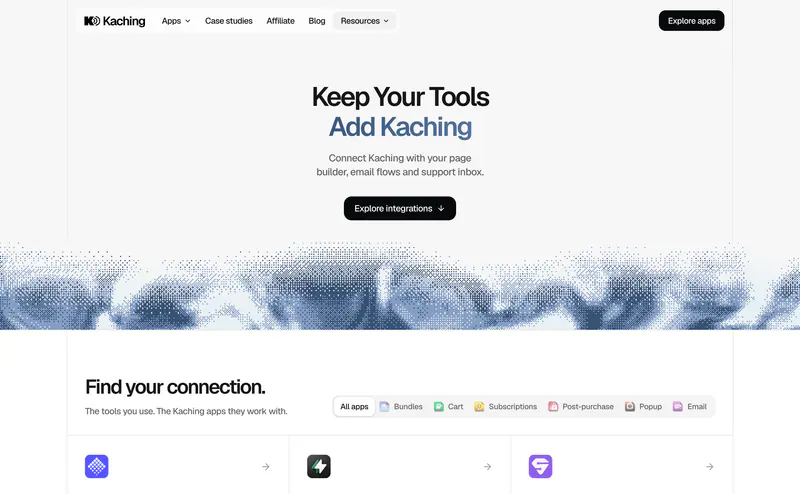 Kaching
Apps
Case studies
Affiliate
Blog
Resources
Explore apps
Keep Your Tools
Add Kaching
Connect Kaching with your page
builder, email flows and support inbox.
Explore integrations
Find your connection.
The tools you use. The Kaching apps they work with.
All apps
Bundles
Cart
Subscriptions
Post-purchase
Popup
Email